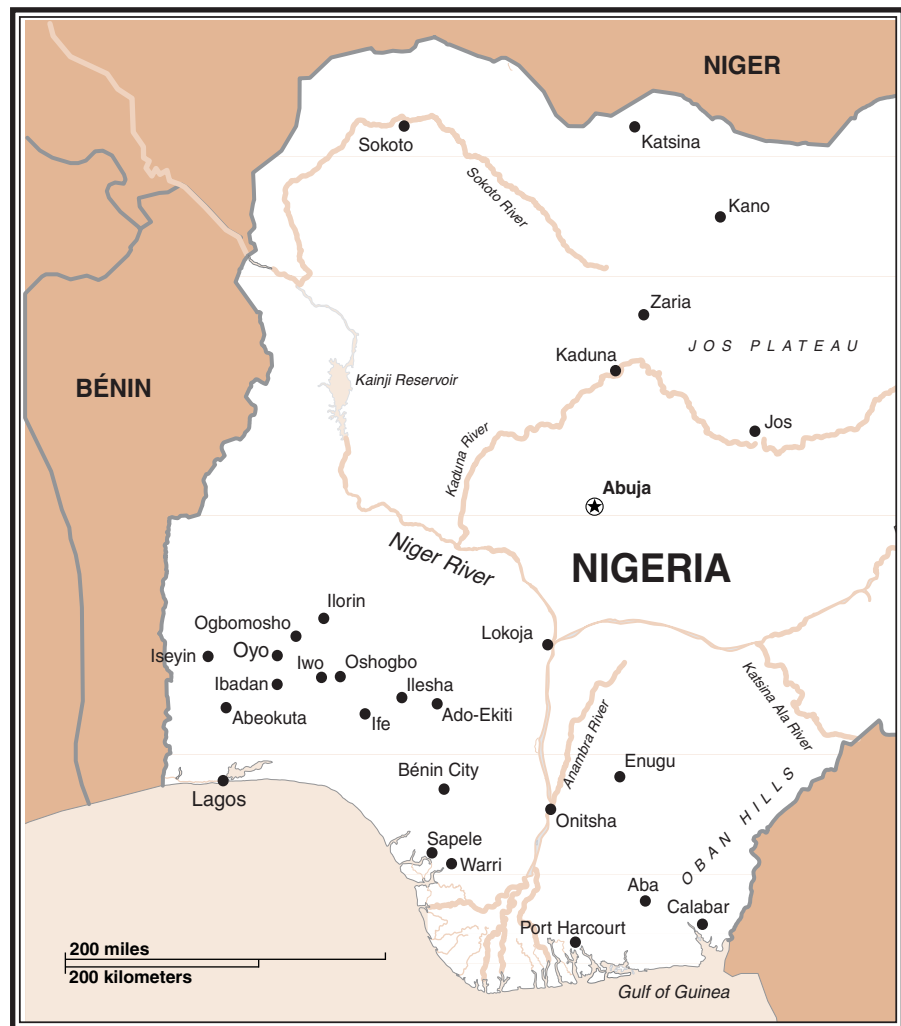 NIGER
Sokoto
Katsina
Sokoto River
Kano
Zaria
JOS PLATEAU
Kaduna
BÉNIN
Kainji Reservoir
Jos
Kaduna River
Abuja
Niger River
NIGERIA
Ilorin
Ogbomosho
Lokoja
Iseyin
Oyo
Iwo
Oshogbo
Katsina Ala River
Ibadan
Ilesha
Abeokuta
Ife
Ado-Ekiti
Anambra River
Bénin City
Enugu
Lagos
OBAN HILLS
Onitsha
Sapele
Warri
Aba
Calabar
Port Harcourt
200 miles
200 kilometers
Gulf of Guinea